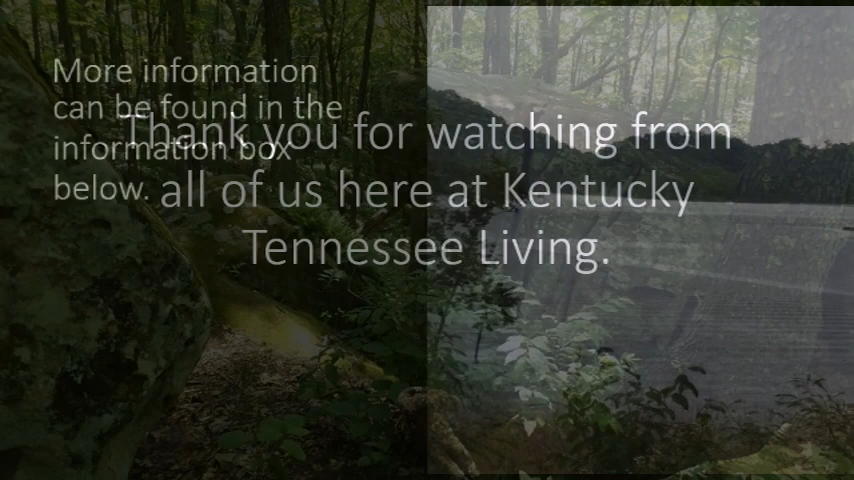 More information
can be found in the
information box
below.
Thank you for watching from
all of us here at Kentucky
Tennessee Living.